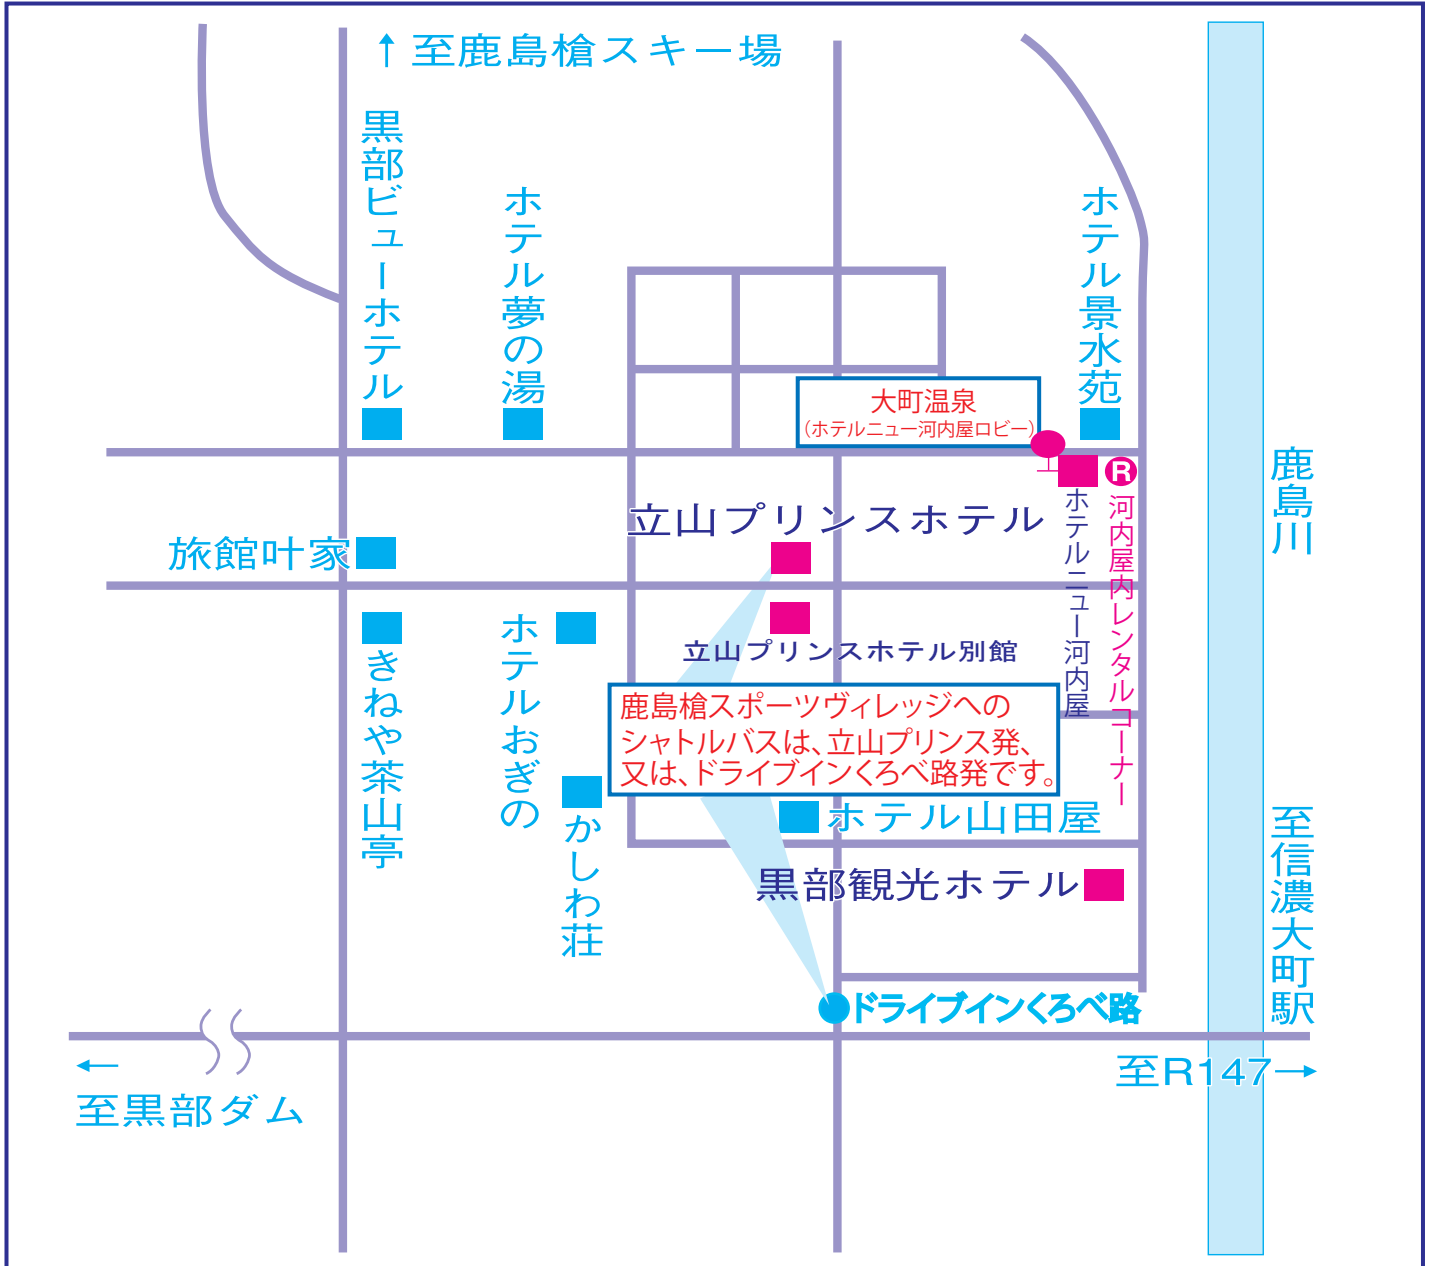 ↑ 至鹿島槍スキー場
黒部ビューホテル
ホテル夢の湯
ホテル景水苑
大町温泉
(ホテルニュー河内屋ロビー)
R
河内屋内レンタルコーナー
ホテルニュー河内屋
鹿島川
立山プリンスホテル
旅館叶家
立山プリンスホテル別館
きねや茶山亭
ホテルおぎの
鹿島槍スポーツヴィレッジへの
シャトルバスは、立山プリンス発、
又は、ドライブインくろべ路発です。
かしわ荘
ホテル山田屋
黒部観光ホテル
至信濃大町駅
ドライブインくろべ路
至R147→
←
至黒部ダム